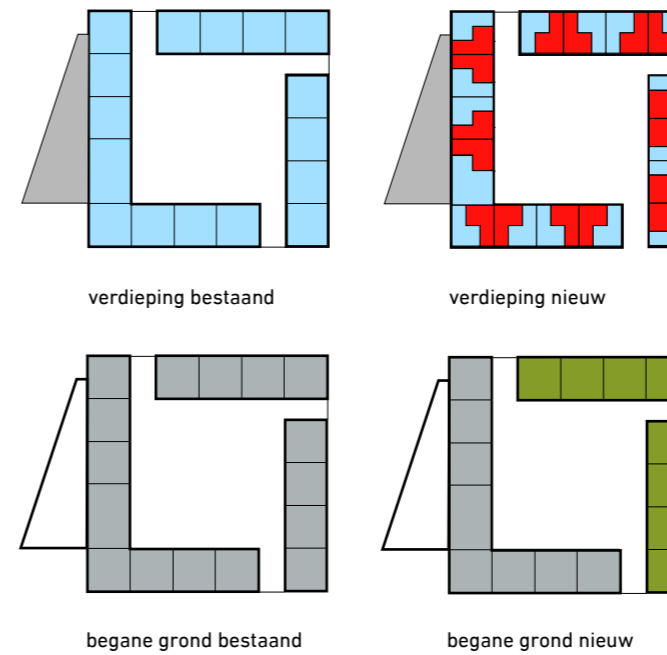 verdieping bestaand
verdieping nieuw
begane grond bestaand
begane grond nieuw